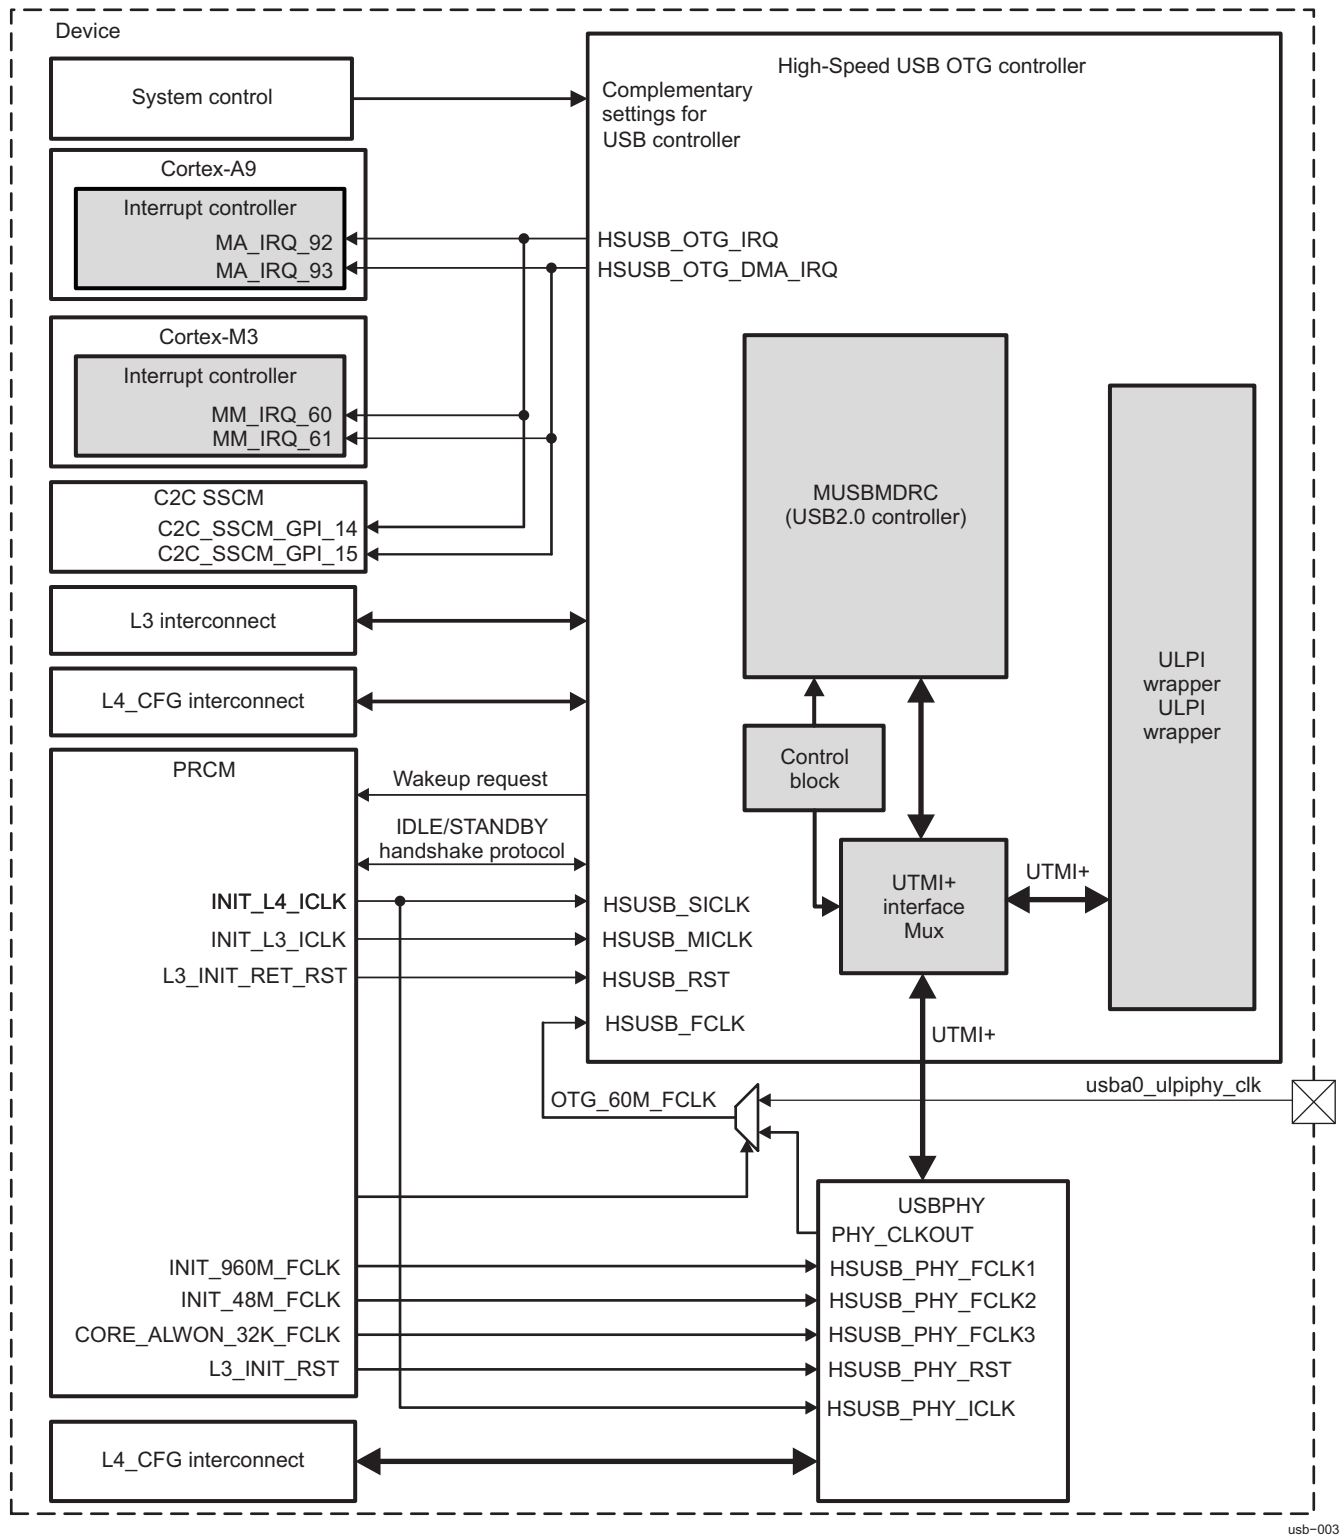 Device
System control
High-Speed USB OTG controller
Complementary
settings for
USB controller
Cortex-A9
Interrupt controller
MA_IRQ_92
MA_IRQ_93
HSUSB_OTG_IRQ
HSUSB_OTG_DMA_IRQ
Cortex-M3
Interrupt controller
MM_IRQ_60
MM_IRQ_61
C2C SSCM
C2C_SSCM_GPI_14
C2C_SSCM_GPI_15
MUSBMDRC
(USB2.0 controller)
L3 interconnect
L4_CFG interconnect
ULPI
wrapper
ULPI
wrapper
Control
block
PRCM
Wakeup request
IDLE/STANDBY
handshake protocol
UTMI+
interface
Mux
UTMI+
INIT_L4_ICLK
HSUSB_SICLK
INIT_L3_ICLK
HSUSB_MICLK
L3_INIT_RET_RST
HSUSB_RST
HSUSB_FCLK
UTMI+
OTG_60M_FCLK
usba0_ulpiphy_clk
USBPHY
PHY_CLKOUT
INIT_960M_FCLK
HSUSB_PHY_FCLK1
INIT_48M_FCLK
HSUSB_PHY_FCLK2
CORE_ALWON_32K_FCLK
HSUSB_PHY_FCLK3
L3_INIT_RST
HSUSB_PHY_RST
HSUSB_PHY_ICLK
L4_CFG interconnect
usb−003